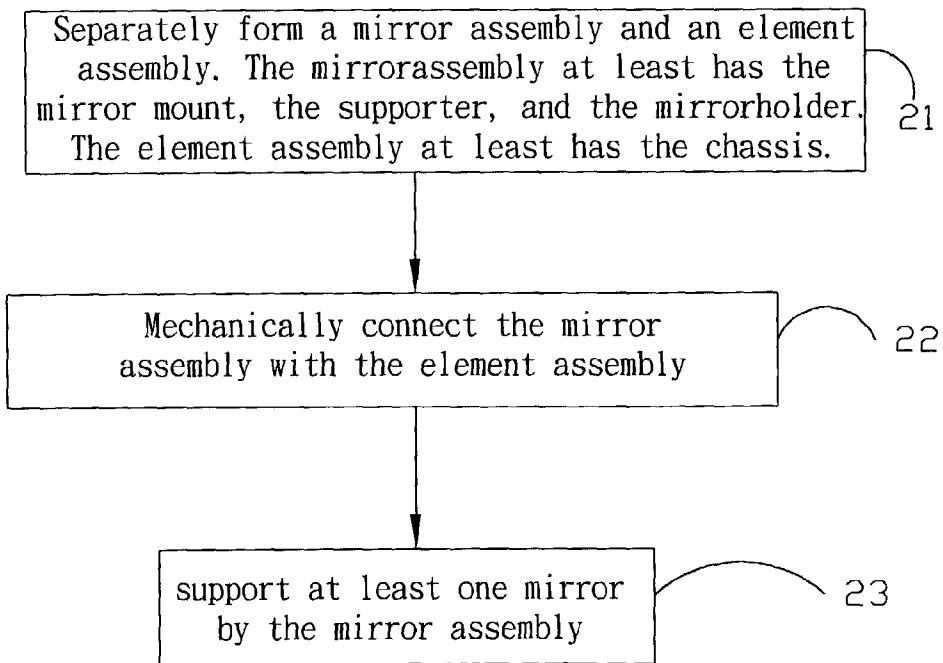 Separately form a mirror assembly and an element
assembly. The mirrorassembly at least has the
mirror mount, the supporter, and the mirrorholder.
The element assembly at least has the chassis.
21
Mechanically connect the mirror
assembly with the element assembly
22
support at least one mirror
by the mirror assembly
23